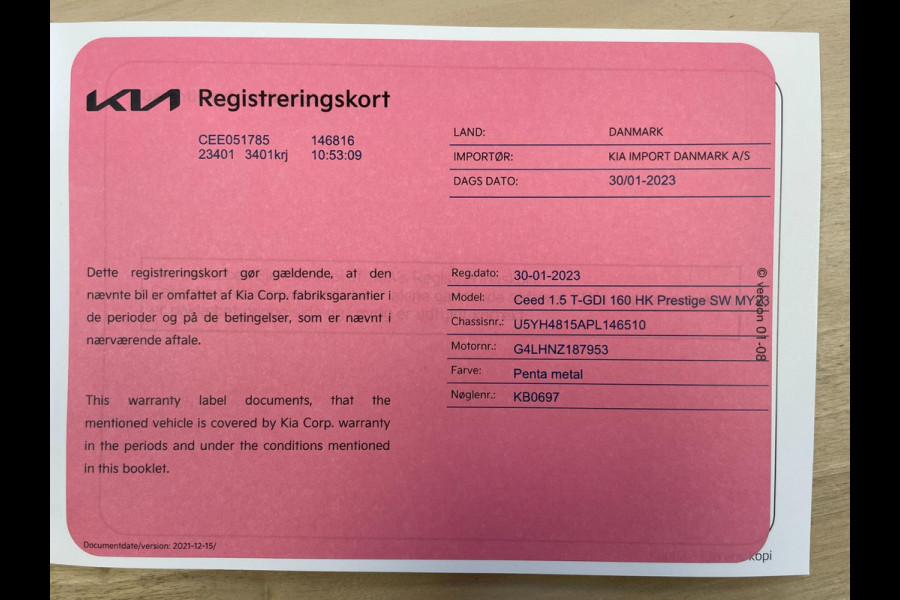 KIA Registreringskort
CEE051785 146816
23401 3401krj 10:53:09
LAND: DANMARK
IMPORTØR: KIA IMPORT DANMARK A/S
DAGS DATO: 30/01-2023
Dette registreringskort gør gældende, at den
nævnte bil er omfattet af Kia Corp. fabriksgarantier i
de perioder og på de betingelser, som er nævnt i
nærværende aftale.
This warranty label documents, that the
mentioned vehicle is covered by Kia Corp. warranty
in the periods and under the conditions mentioned
in this booklet.
Reg.dato: 30-01-2023
Model: Ceed 1.5 T-GDI 160 HK Prestige SW MY23
Chassisnr.: U5YH4815APL146510
Motornr.: G4LHNZ187953
Farve: Penta metal
Nøglenr.: KB0697
© version 01-08
Documentdate/version: 2021-12-15/
kopi